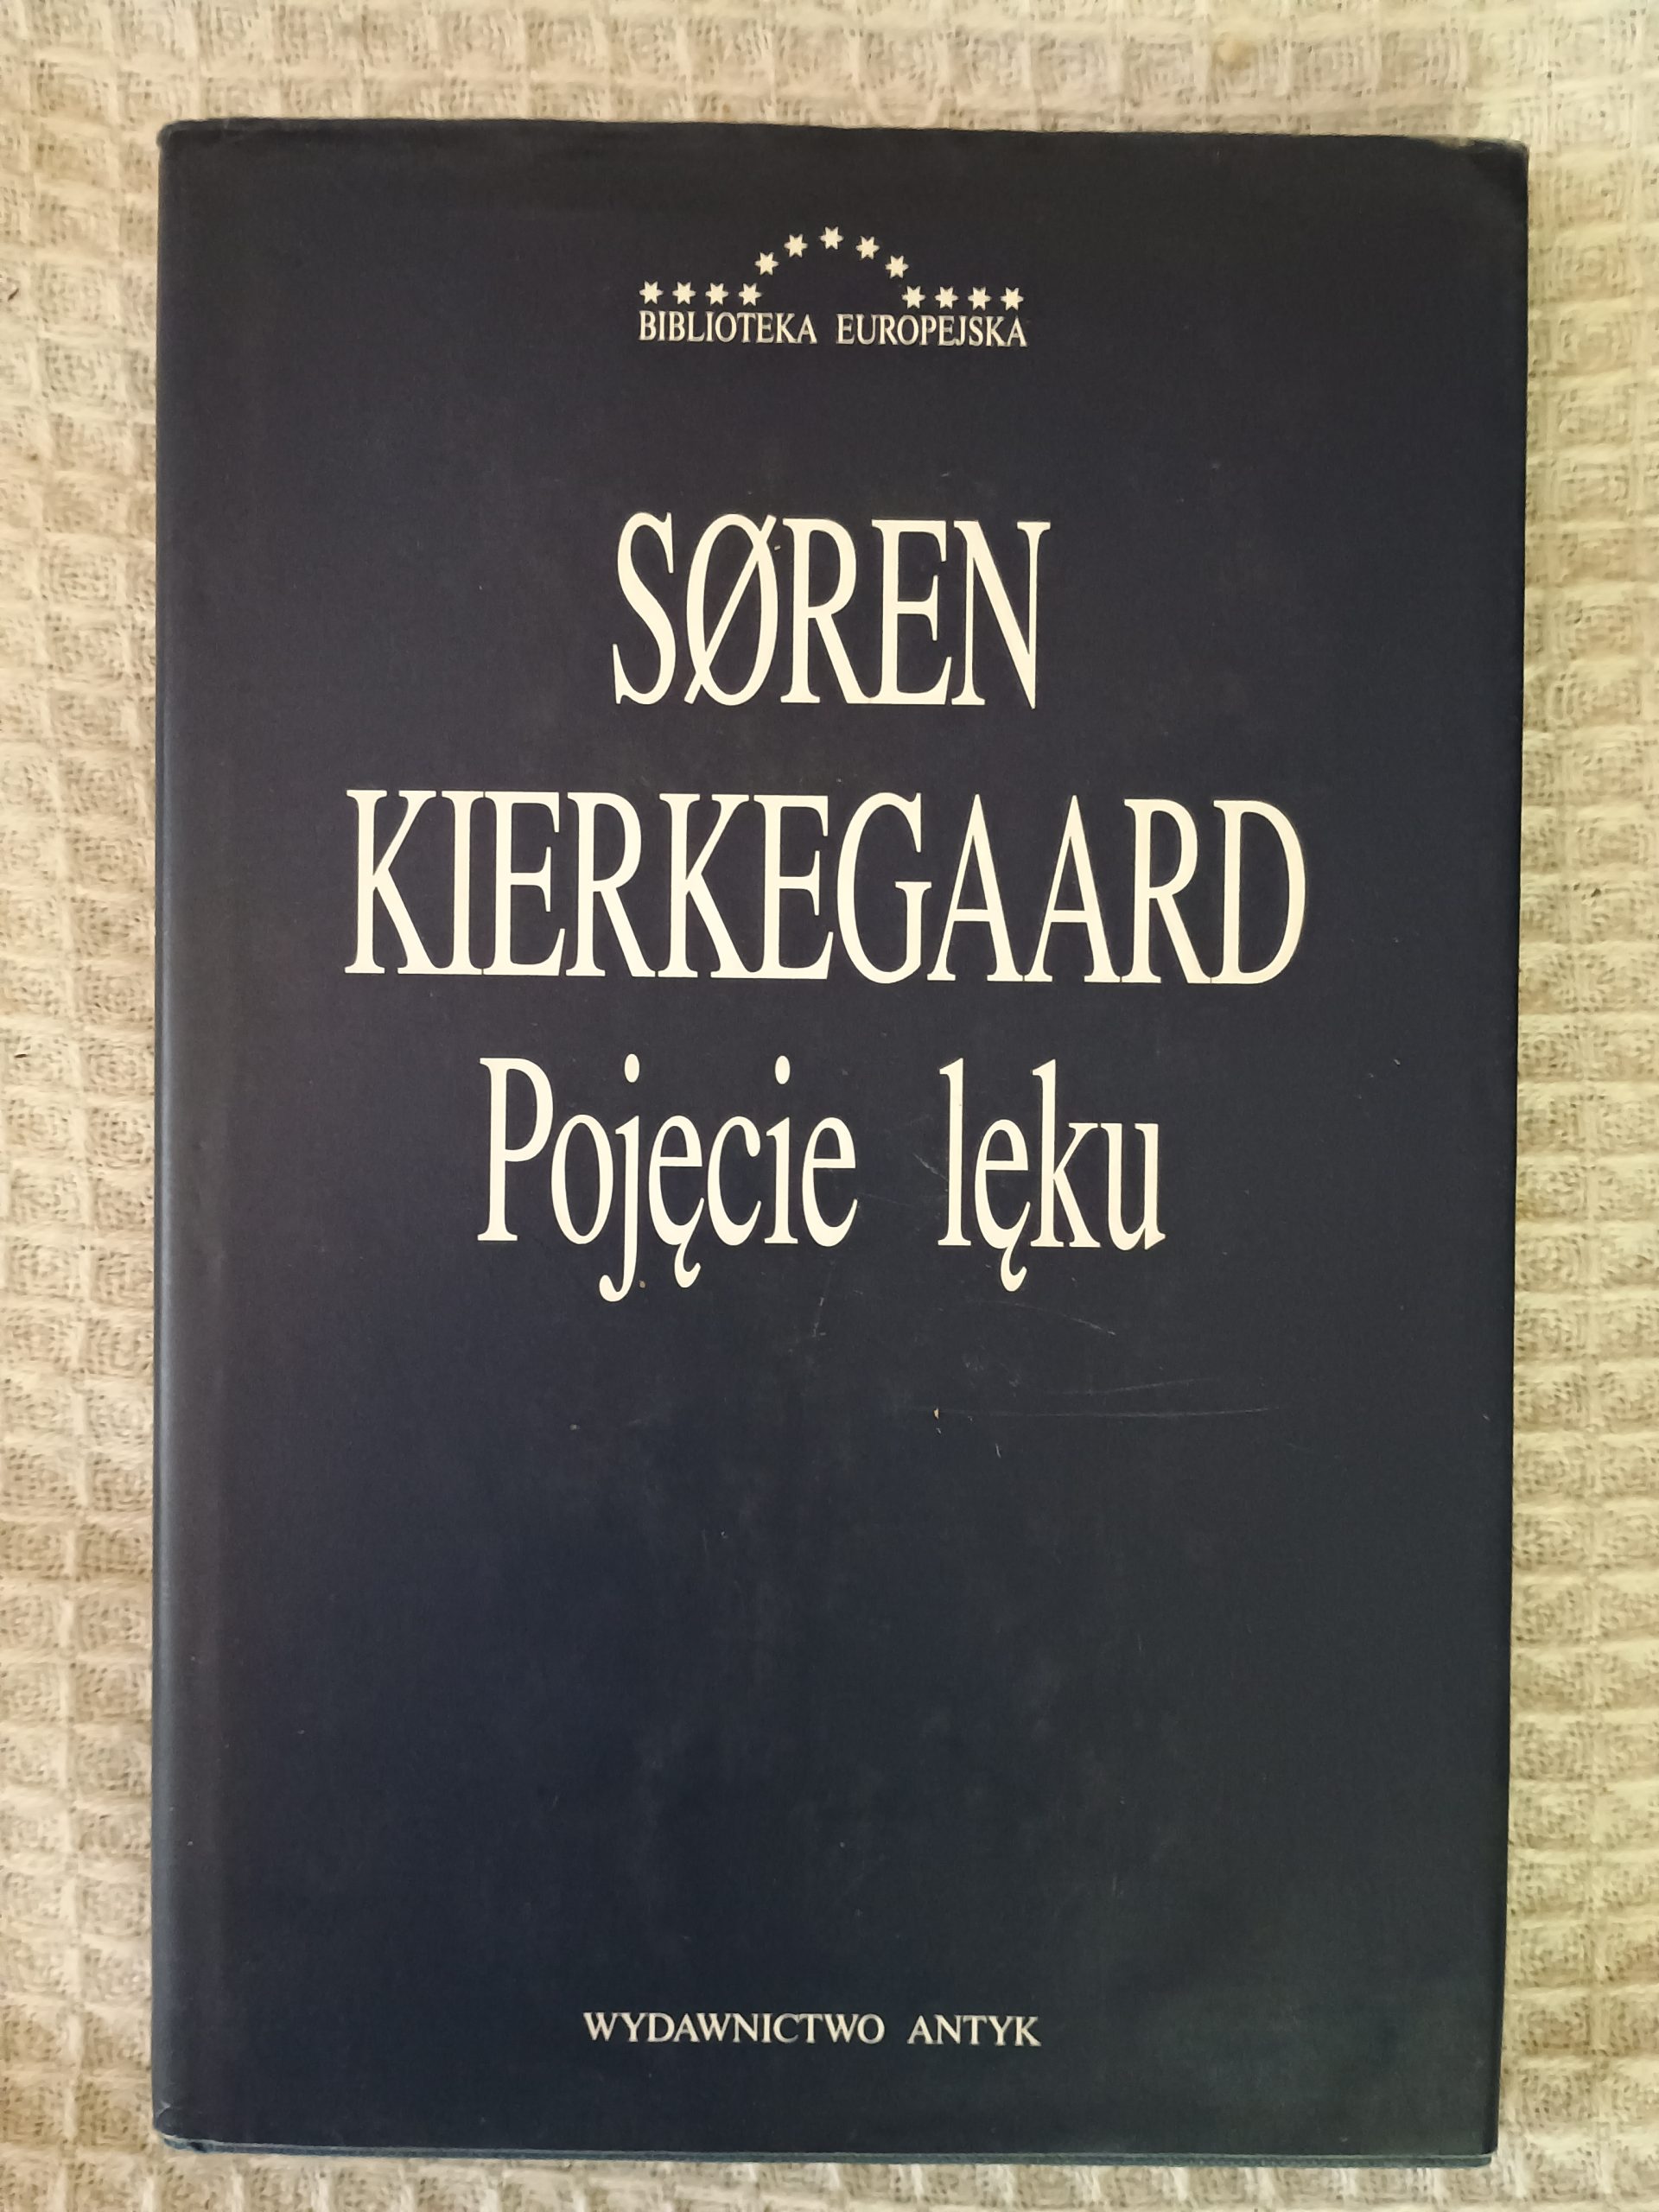 BIBLIOTEKA EUROPEJSKA
SØREN
KIERKEGAARD
Pojęcie lęku
WYDAWNICTWO ANTYK